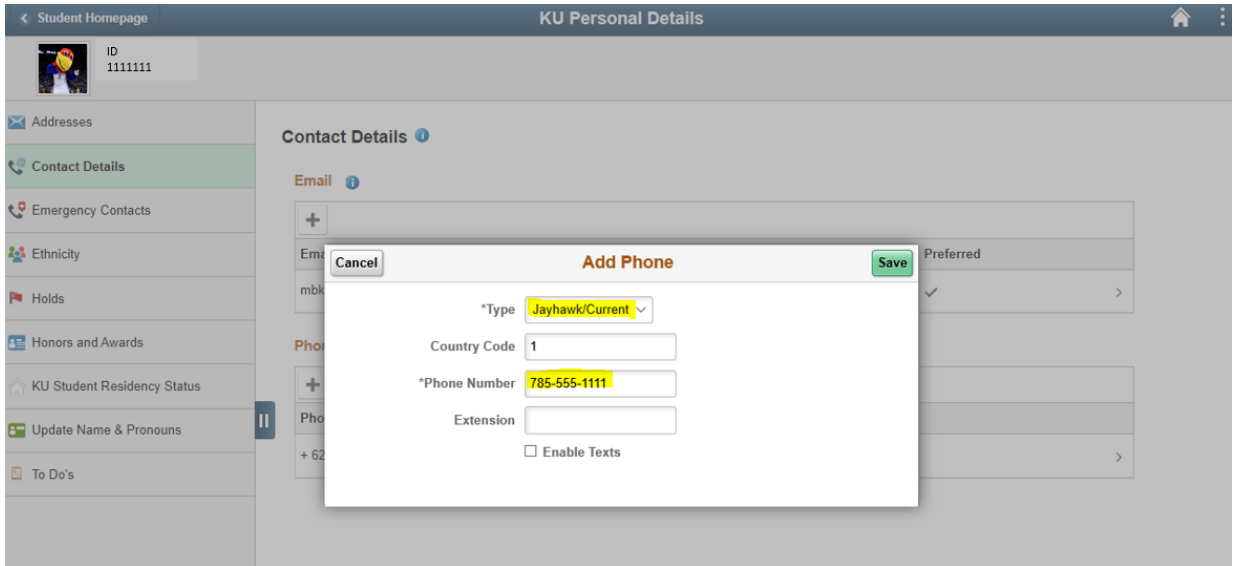 Student Homepage
KU Personal Details
ID
1111111
Addresses
Contact Details
Emergency Contacts
Ethnicity
Holds
Honors and Awards
KU Student Residency Status
Update Name & Pronouns
To Do's
Contact Details
Email
Preferred
Cancel
Add Phone
Save
*Type Jayhawk/Current
Country Code 1
*Phone Number 785-555-1111
Extension
Enable Texts
+ 62